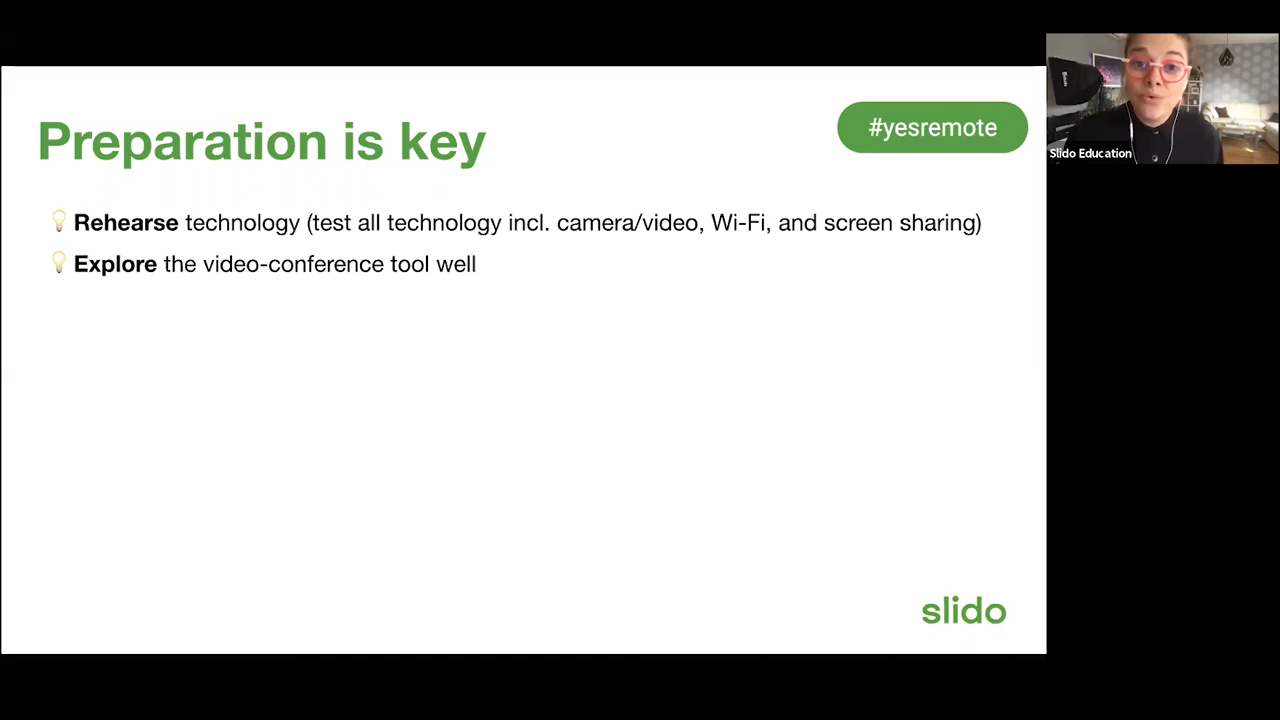 Preparation is key
#yesremote
Slido Education
💡 Rehearse technology (test all technology incl. camera/video, Wi-Fi, and screen sharing)
💡 Explore the video-conference tool well
slido